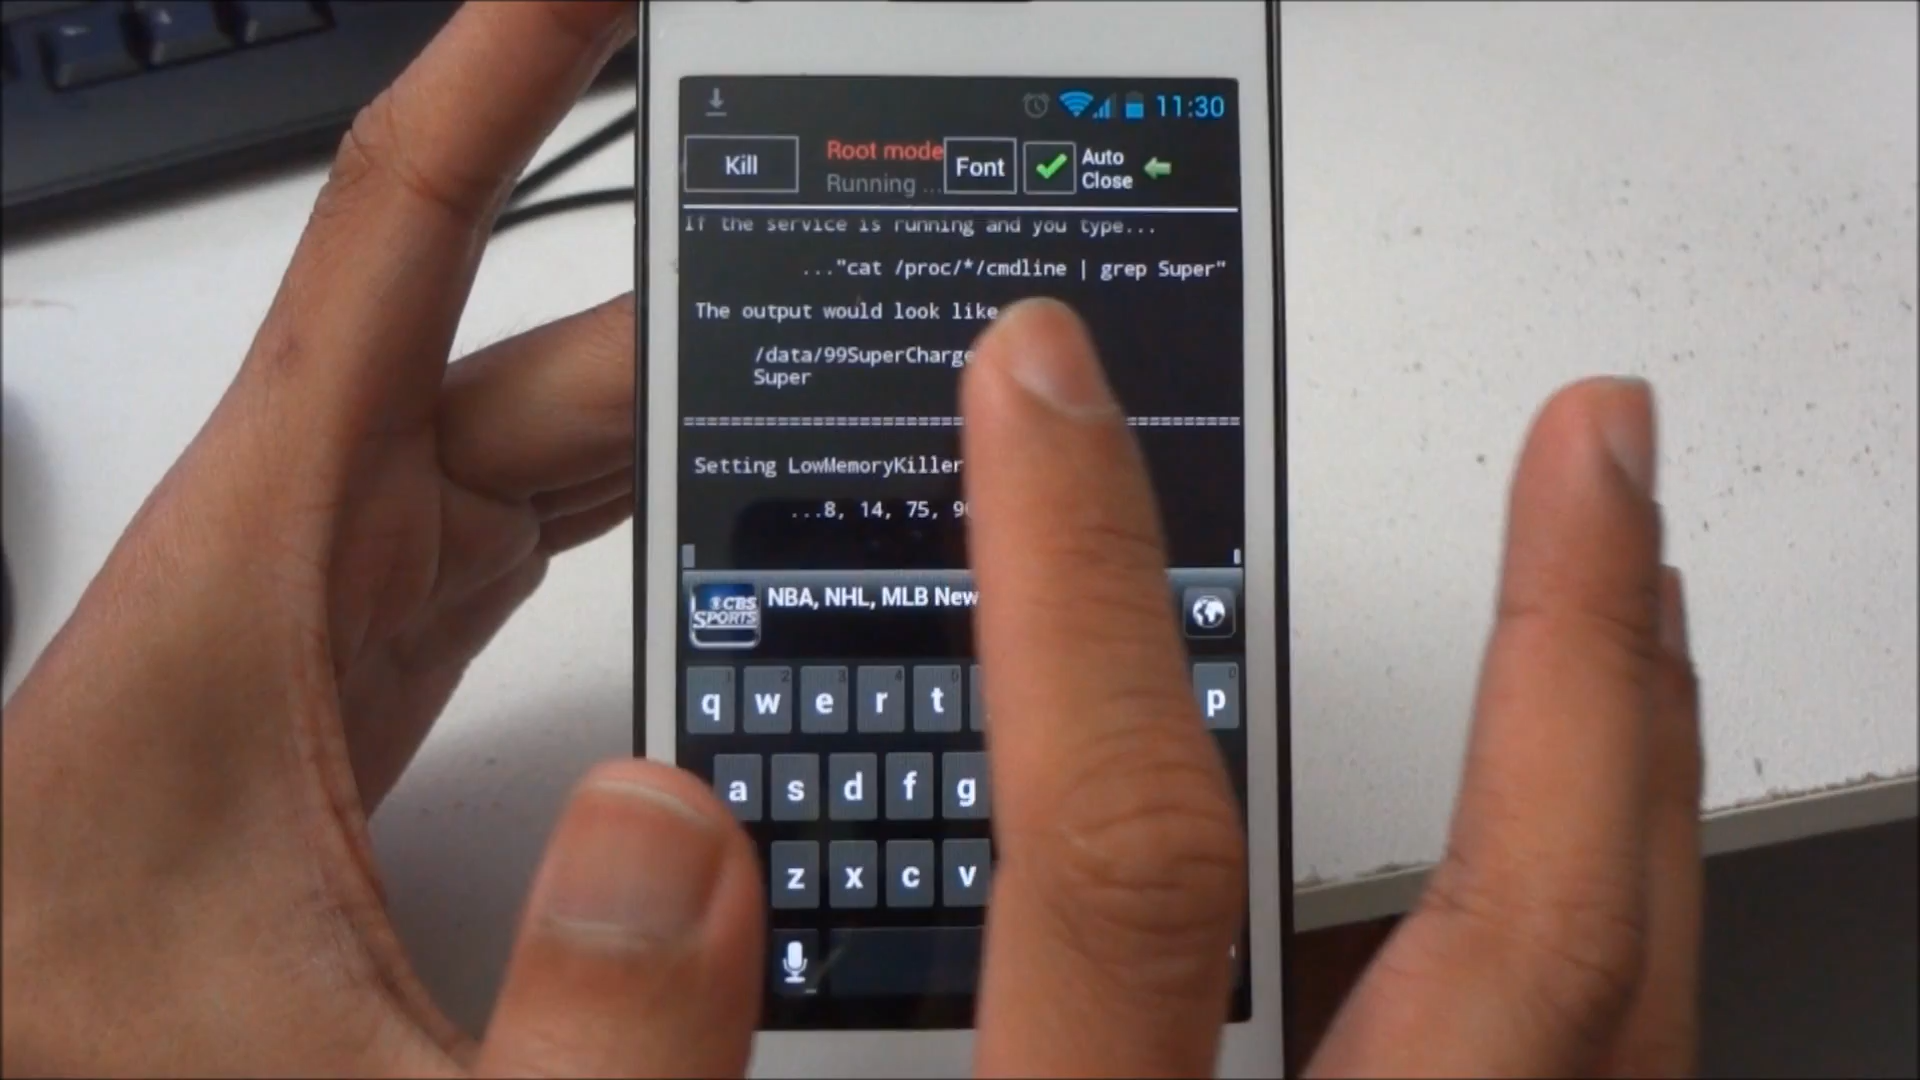 11:30
Kill
Root mode
Running ...
Font
Auto
Close
If the service is running and you type...
..."cat /proc/*/cmdline | grep Super"
The output would look like
/data/99SuperCharge
Super
==============================
Setting LowMemoryKiller
...8, 14, 75,
CBS
SPORTS
NBA, NHL, MLB New
q w e r t p
a s d f g
z x c v